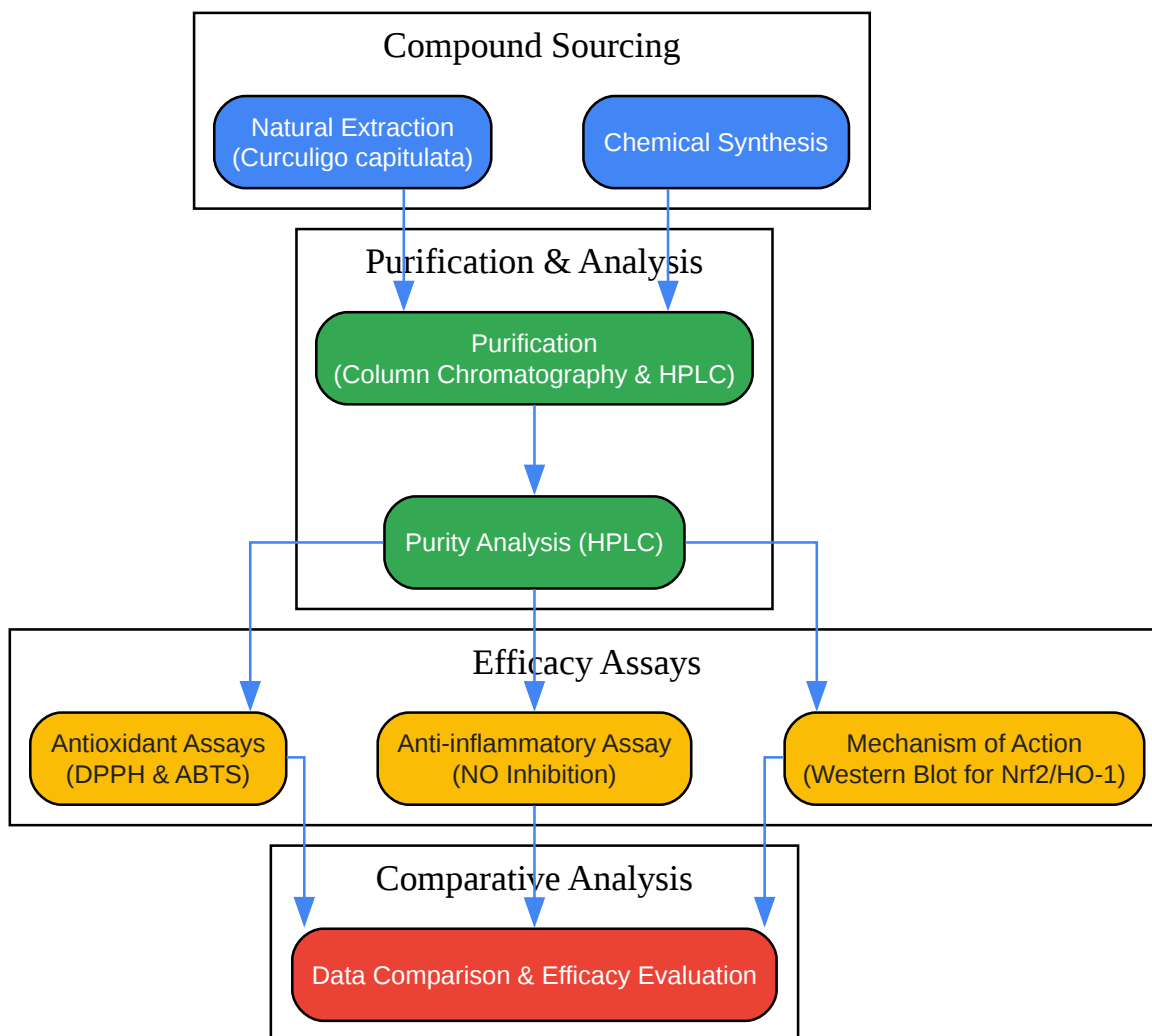 Compound Sourcing
Natural Extraction
(Curculigo capitulata)
Chemical Synthesis
Purification & Analysis
Purification
(Column Chromatography & HPLC)
Purity Analysis (HPLC)
Efficacy Assays
Antioxidant Assays
(DPPH & ABTS)
Anti-inflammatory Assay
(NO Inhibition)
Mechanism of Action
(Western Blot for Nrf2/HO-1)
Comparative Analysis
Data Comparison & Efficacy Evaluation